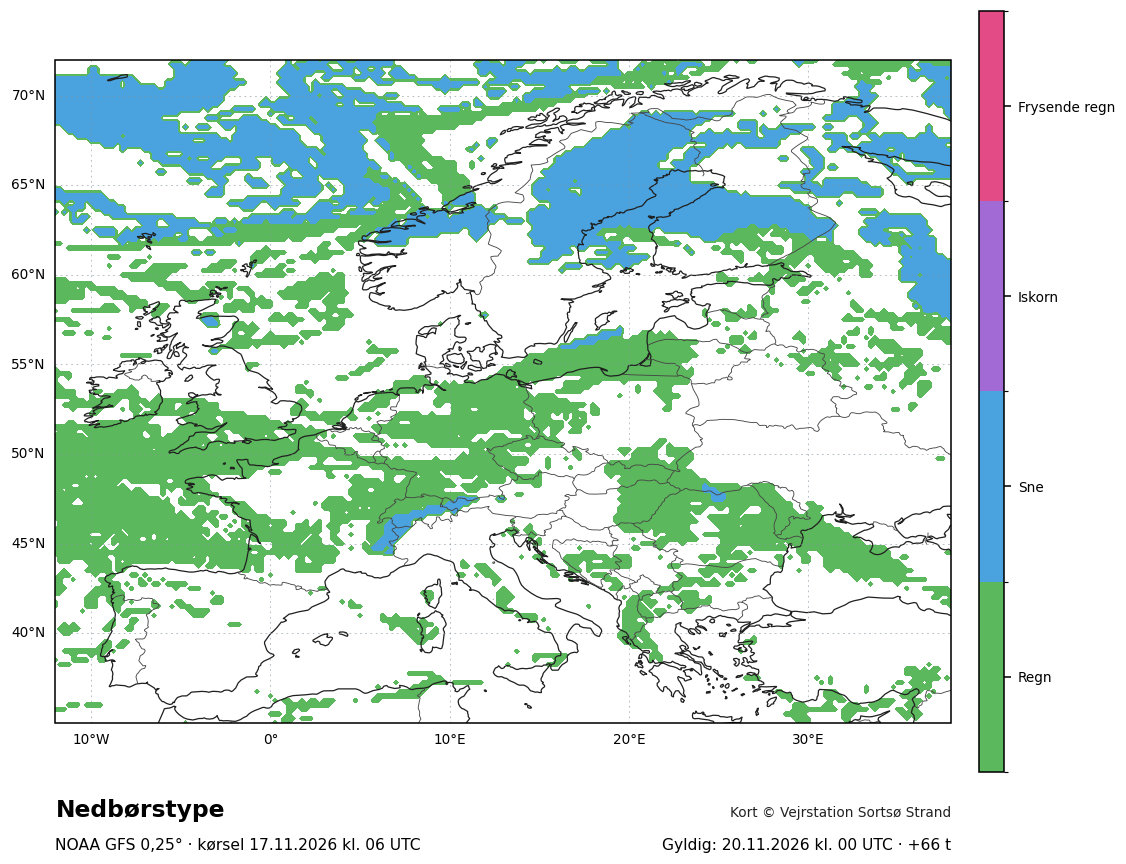 70°N
65°N
60°N
55°N
50°N
45°N
40°N
10°W
0°
10°E
20°E
30°E
Frysende regn
Iskorn
Sne
Regn
Nedbørstype
Kort © Vejrstation Sortsø Strand
NOAA GFS 0,25° · kørsel 17.11.2026 kl. 06 UTC
Gyldig: 20.11.2026 kl. 00 UTC · +66 t